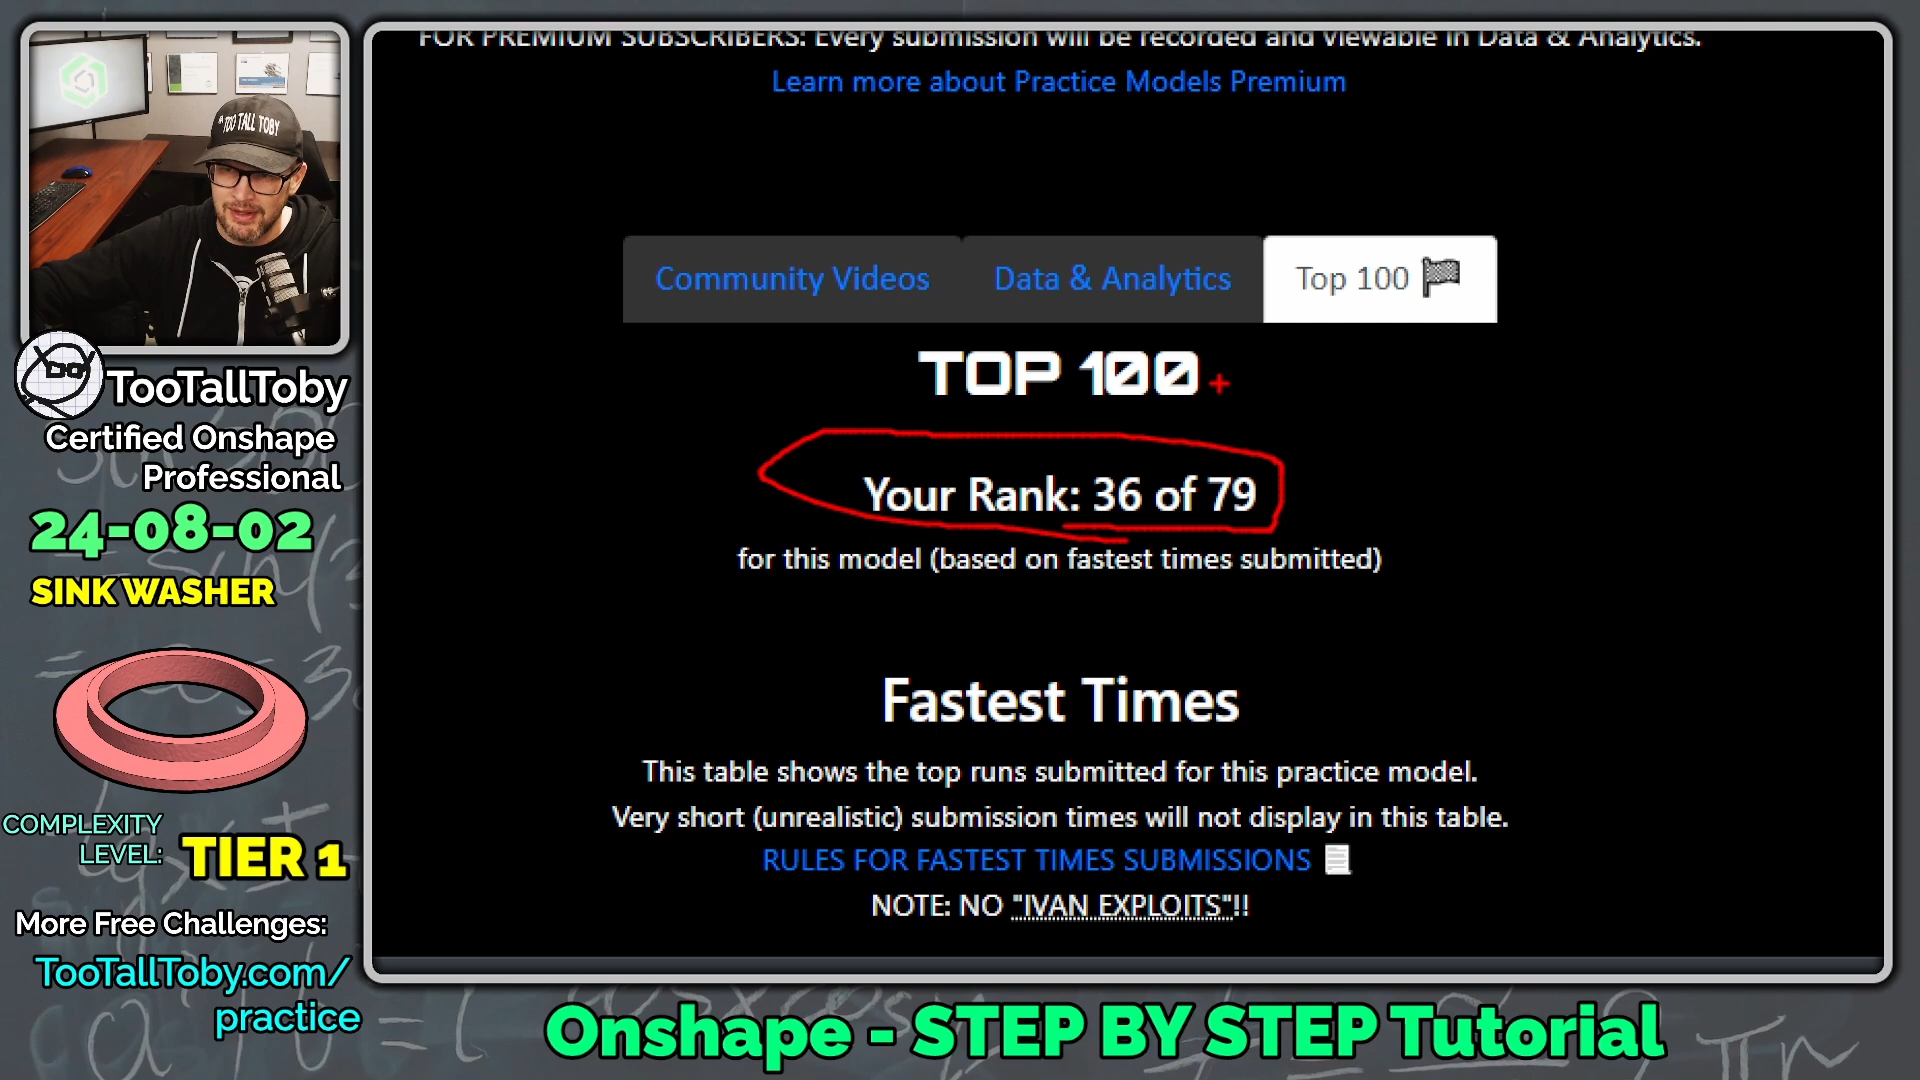 FOR PREMIUM SUBSCRIBERS: Every submission will be recorded and viewable in Data & Analytics.
Learn more about Practice Models Premium
Community Videos
Data & Analytics
Top 100
TOP 100 +
Your Rank: 36 of 79
for this model (based on fastest times submitted)
Fastest Times
This table shows the top runs submitted for this practice model.
Very short (unrealistic) submission times will not display in this table.
RULES FOR FASTEST TIMES SUBMISSIONS
NOTE: NO "IVAN EXPLOITS"!!
TOO TALL TOBY
TooTallToby
Certified Onshape
Professional
24-08-02
SINK WASHER
COMPLEXITY
LEVEL:
TIER 1
More Free Challenges:
TooTallToby.com/
practice
Onshape - STEP BY STEP Tutorial